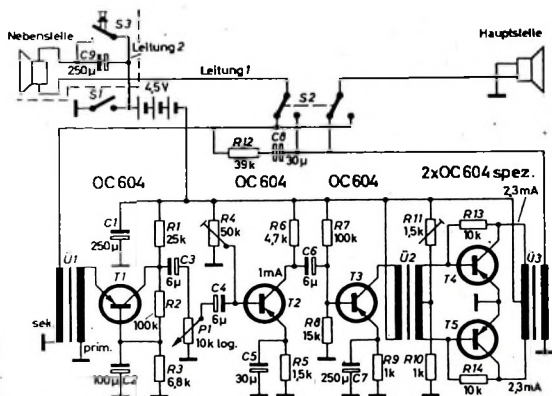 S3
Nebenstelle
Hauptstelle
C9
250µ
Leitung 2
Leitung 1
S1
4,5V
S2
R12
39k
C8
30µ
OC604
OC604
OC604
2xOC604 spez.
2,3mA
C1
250µ
R1
25k
R4
50k
R6
4,7k
R7
100k
R11
1,5k
R13
10k
Ü1
T1
C3
6µ
C4
6µ
1mA
C6
6µ
T2
T3
Ü2
T4
Ü3
R2
100k
P1
10k log.
R8
15k
T5
sek.
prim.
100µ C2
R3
6,8k
C5
30µ
R5
1,5k
250µ C7
R9
1k
R10
1k
R14
10k
2,3mA